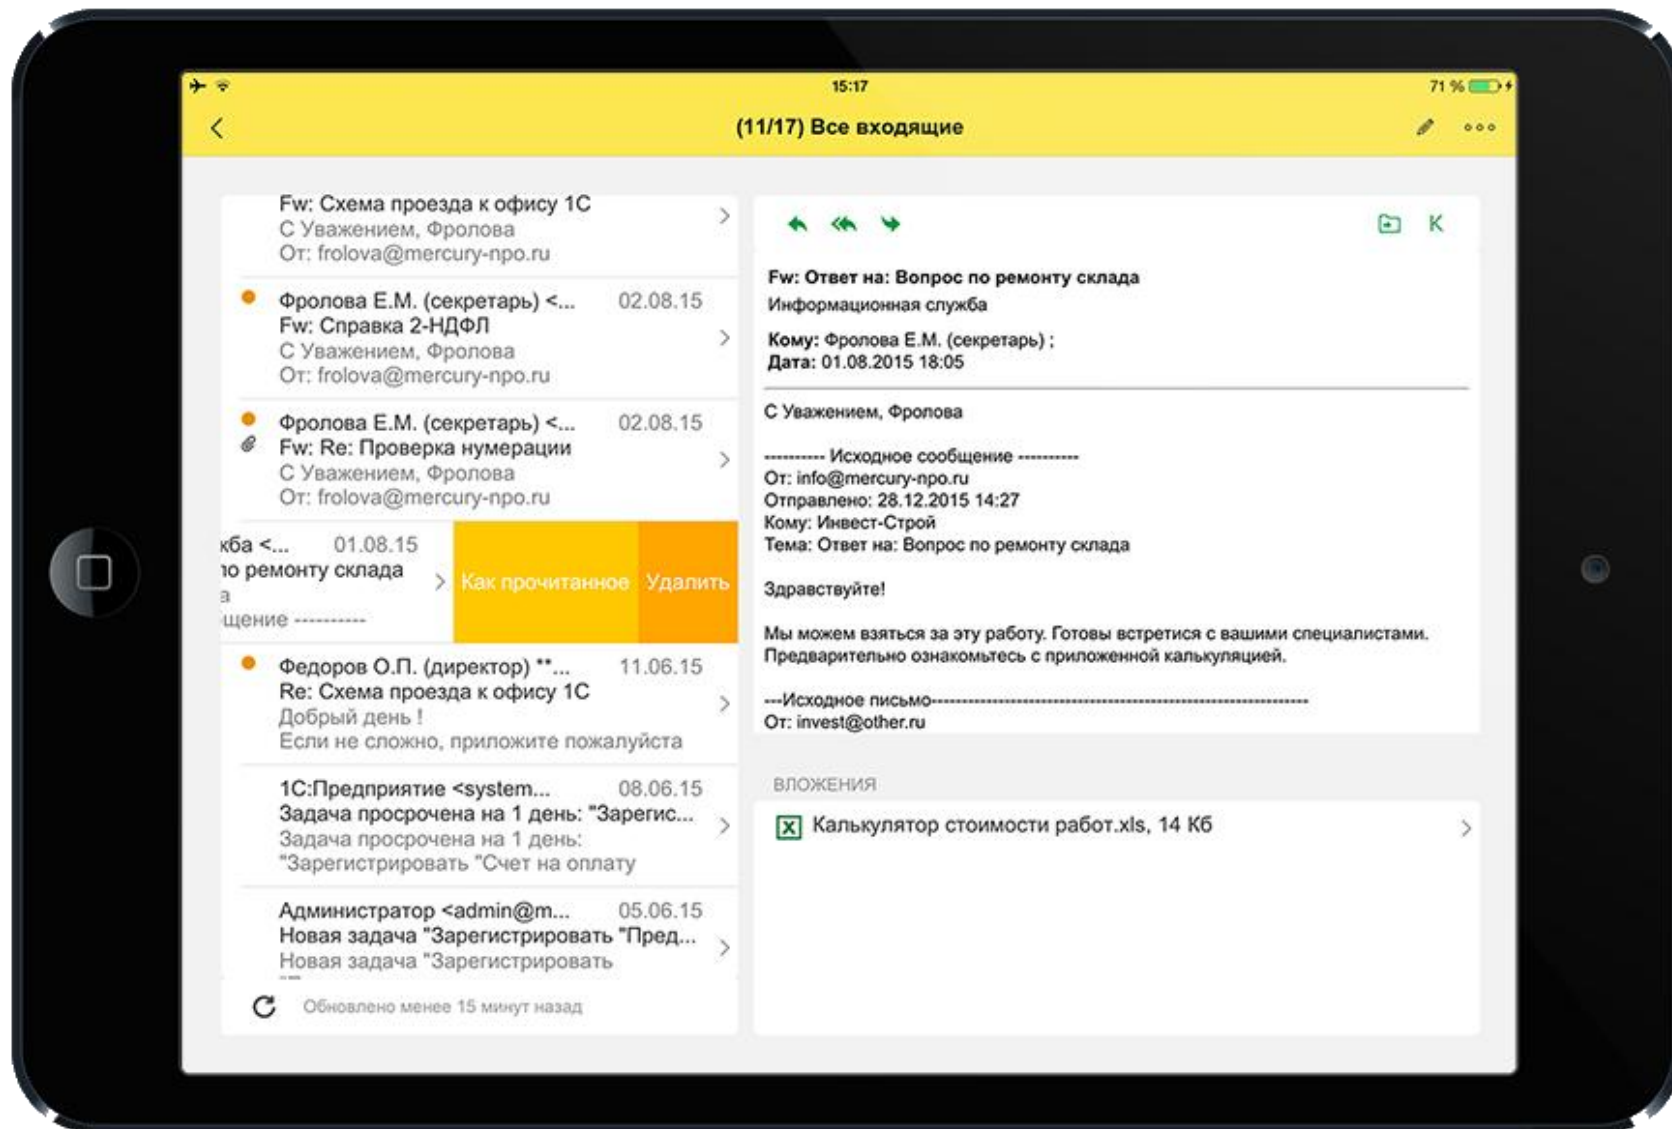 15:17
71 %
(11/17) Все входящие
Fw: Схема проезда к офису 1С
С Уважением, Фролова
От: frolova@mercury-npo.ru
Фролова Е.М. (секретарь) <... 02.08.15
Fw: Справка 2-НДФЛ
С Уважением, Фролова
От: frolova@mercury-npo.ru
Фролова Е.М. (секретарь) <... 02.08.15
Fw: Re: Проверка нумерации
С Уважением, Фролова
От: frolova@mercury-npo.ru
жба <... 01.08.15
по ремонту склада
а
щение ----------
Как прочитанное Удалить
Федоров О.П. (директор) **... 11.06.15
Re: Схема проезда к офису 1С
Добрый день !
Если не сложно, приложите пожалуйста
1С:Предприятие <system... 08.06.15
Задача просрочена на 1 день: "Зарегис...
Задача просрочена на 1 день:
"Зарегистрировать "Счет на оплату
Администратор <admin@m... 05.06.15
Новая задача "Зарегистрировать "Пред...
Новая задача "Зарегистрировать
Обновлено менее 15 минут назад
К
Fw: Ответ на: Вопрос по ремонту склада
Информационная служба
Кому: Фролова Е.М. (секретарь) ;
Дата: 01.08.2015 18:05
С Уважением, Фролова
---------- Исходное сообщение ----------
От: info@mercury-npo.ru
Отправлено: 28.12.2015 14:27
Кому: Инвест-Строй
Тема: Ответ на: Вопрос по ремонту склада
Здравствуйте!
Мы можем взяться за эту работу. Готовы встретися с вашими специалистами.
Предварительно ознакомьтесь с приложенной калькуляцией.
---Исходное письмо----------------------------------------------------------
От: invest@other.ru
ВЛОЖЕНИЯ
Калькулятор стоимости работ.xls, 14 Кб